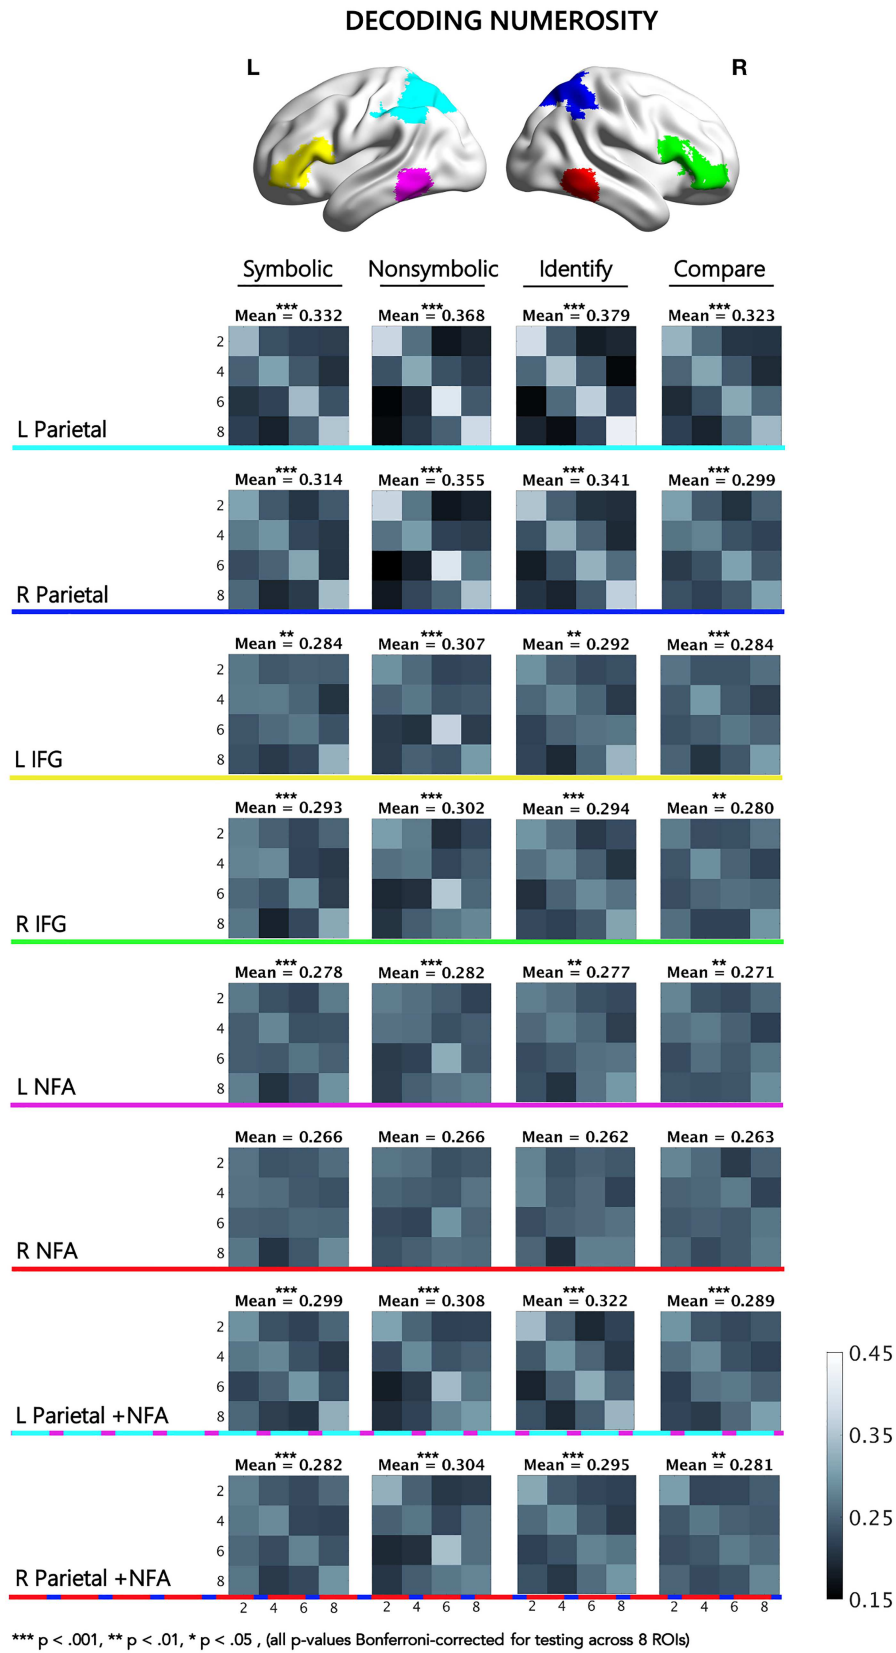 DECODING NUMEROSITY
L R
Symbolic Nonsymbolic Identify Compare
*** *** *** ***
Mean = 0.332 Mean = 0.368 Mean = 0.379 Mean = 0.323
2
4
6
8
L Parietal
*** *** *** ***
Mean = 0.314 Mean = 0.355 Mean = 0.341 Mean = 0.299
2
4
6
8
R Parietal
** *** ** ***
Mean = 0.284 Mean = 0.307 Mean = 0.292 Mean = 0.284
2
4
6
8
L IFG
*** *** *** **
Mean = 0.293 Mean = 0.302 Mean = 0.294 Mean = 0.280
2
4
6
8
R IFG
*** *** ** **
Mean = 0.278 Mean = 0.282 Mean = 0.277 Mean = 0.271
2
4
6
8
L NFA
Mean = 0.266 Mean = 0.266 Mean = 0.262 Mean = 0.263
2
4
6
8
R NFA
*** *** *** ***
Mean = 0.299 Mean = 0.308 Mean = 0.322 Mean = 0.289
2
4
6
8
L Parietal +NFA
*** *** *** **
Mean = 0.282 Mean = 0.304 Mean = 0.295 Mean = 0.281
2
4
6
8
R Parietal +NFA
2 4 6 8 2 4 6 8 2 4 6 8 2 4 6 8
0.45
0.35
0.25
0.15
*** p < .001, ** p < .01, * p < .05 , (all p-values Bonferroni-corrected for testing across 8 ROIs)